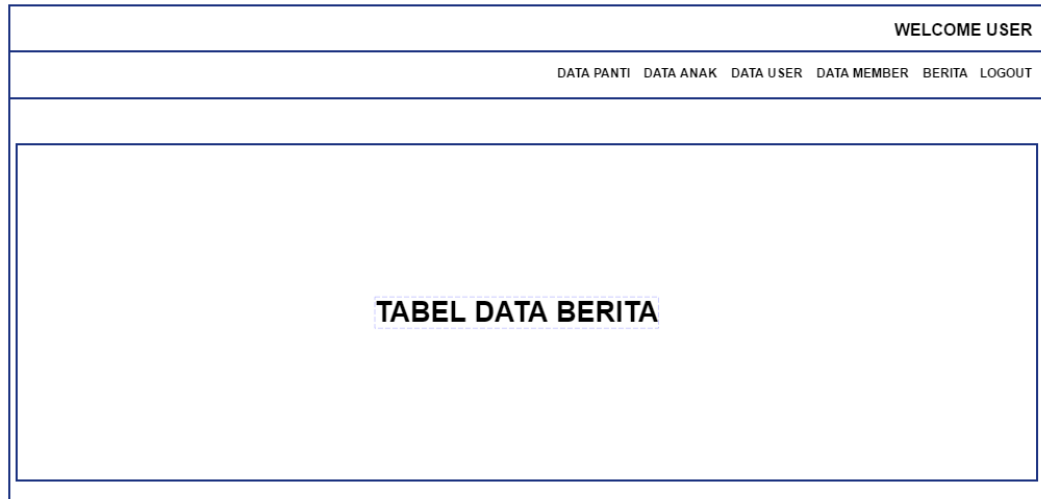 WELCOME USER
DATA PANTI DATA ANAK DATA USER DATA MEMBER BERITA LOGOUT
TABEL DATA BERITA